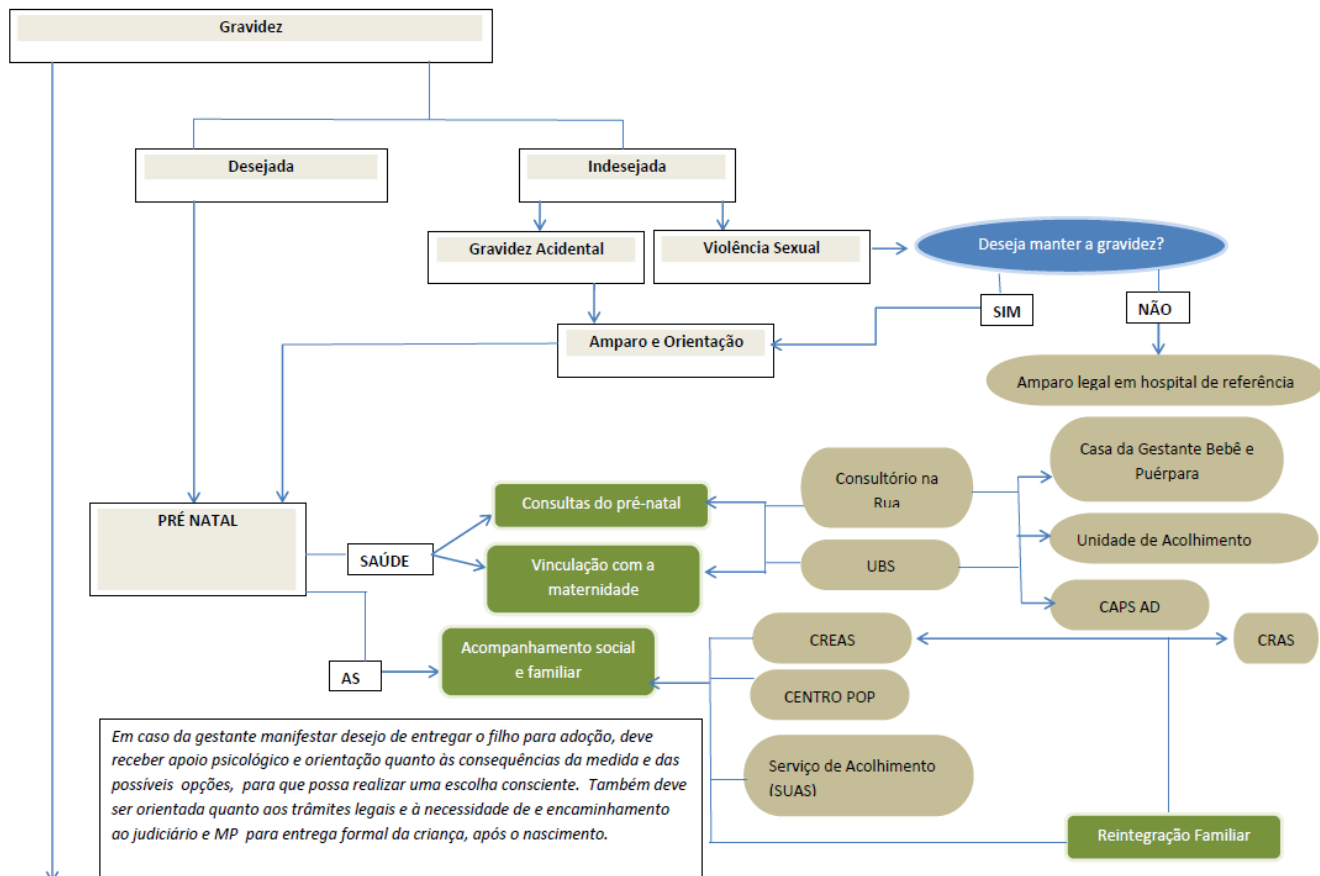 Gravidez
Desejada
Indesejada
Gravidez Acidental
Violência Sexual
Deseja manter a gravidez?
SIM
NÃO
Amparo e Orientação
Amparo legal em hospital de referência
Casa da Gestante Bebê e
Puérpara
Consultório na
Rua
Consultas do pré-natal
PRÉ NATAL
SAÚDE
Unidade de Acolhimento
Vinculação com a
maternidade
UBS
CAPS AD
CREAS
CRAS
Acompanhamento social
e familiar
AS
CENTRO POP
Em caso da gestante manifestar desejo de entregar o filho para adoção, deve
receber apoio psicológico e orientação quanto às consequências da medida e das
possíveis opções, para que possa realizar uma escolha consciente. Também deve
ser orientada quanto aos trâmites legais e à necessidade de e encaminhamento
ao judiciário e MP para entrega formal da criança, após o nascimento.
Serviço de Acolhimento
(SUAS)
Reintegração Familiar